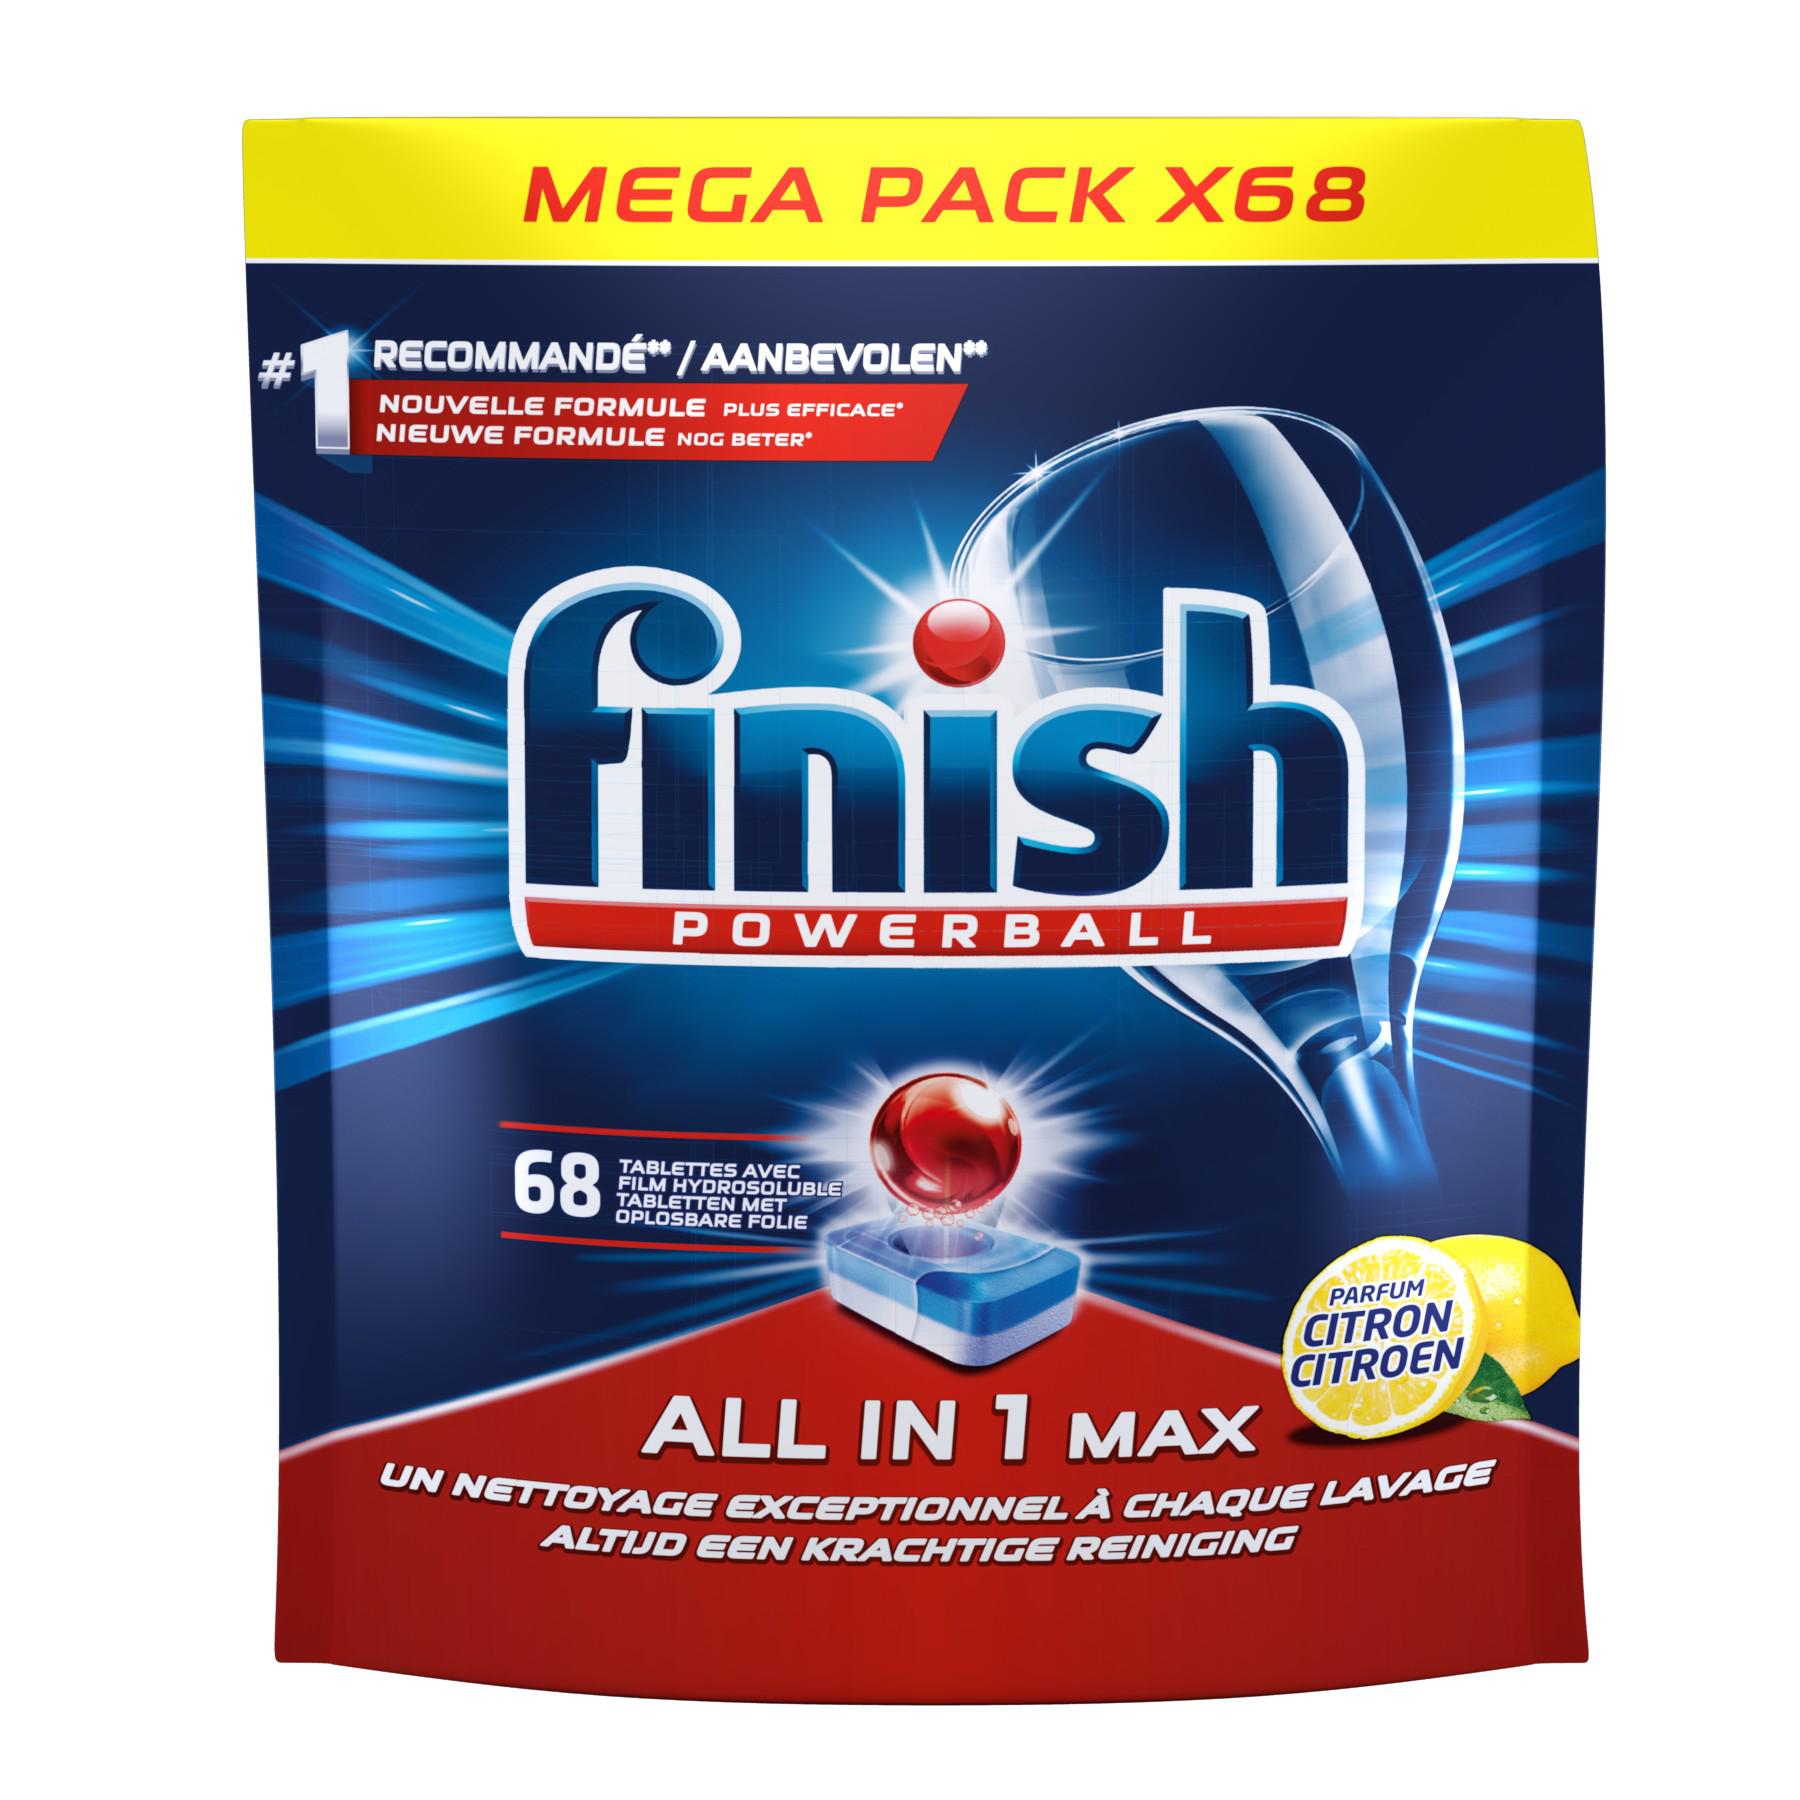 MEGA PACK X68
#1 RECOMMANDÉ** / AANBEVOLEN**
NOUVELLE FORMULE PLUS EFFICACE*
NIEUWE FORMULE NOG BETER*
finish
POWERBALL
68
TABLETTES AVEC
FILM HYDROSOLUBLE
TABLETTEN MET
OPLOSBARE FOLIE
PARFUM
CITRON
CITROEN
ALL IN 1 MAX
UN NETTOYAGE EXCEPTIONNEL À CHAQUE LAVAGE
ALTIJD EEN KRACHTIGE REINIGING